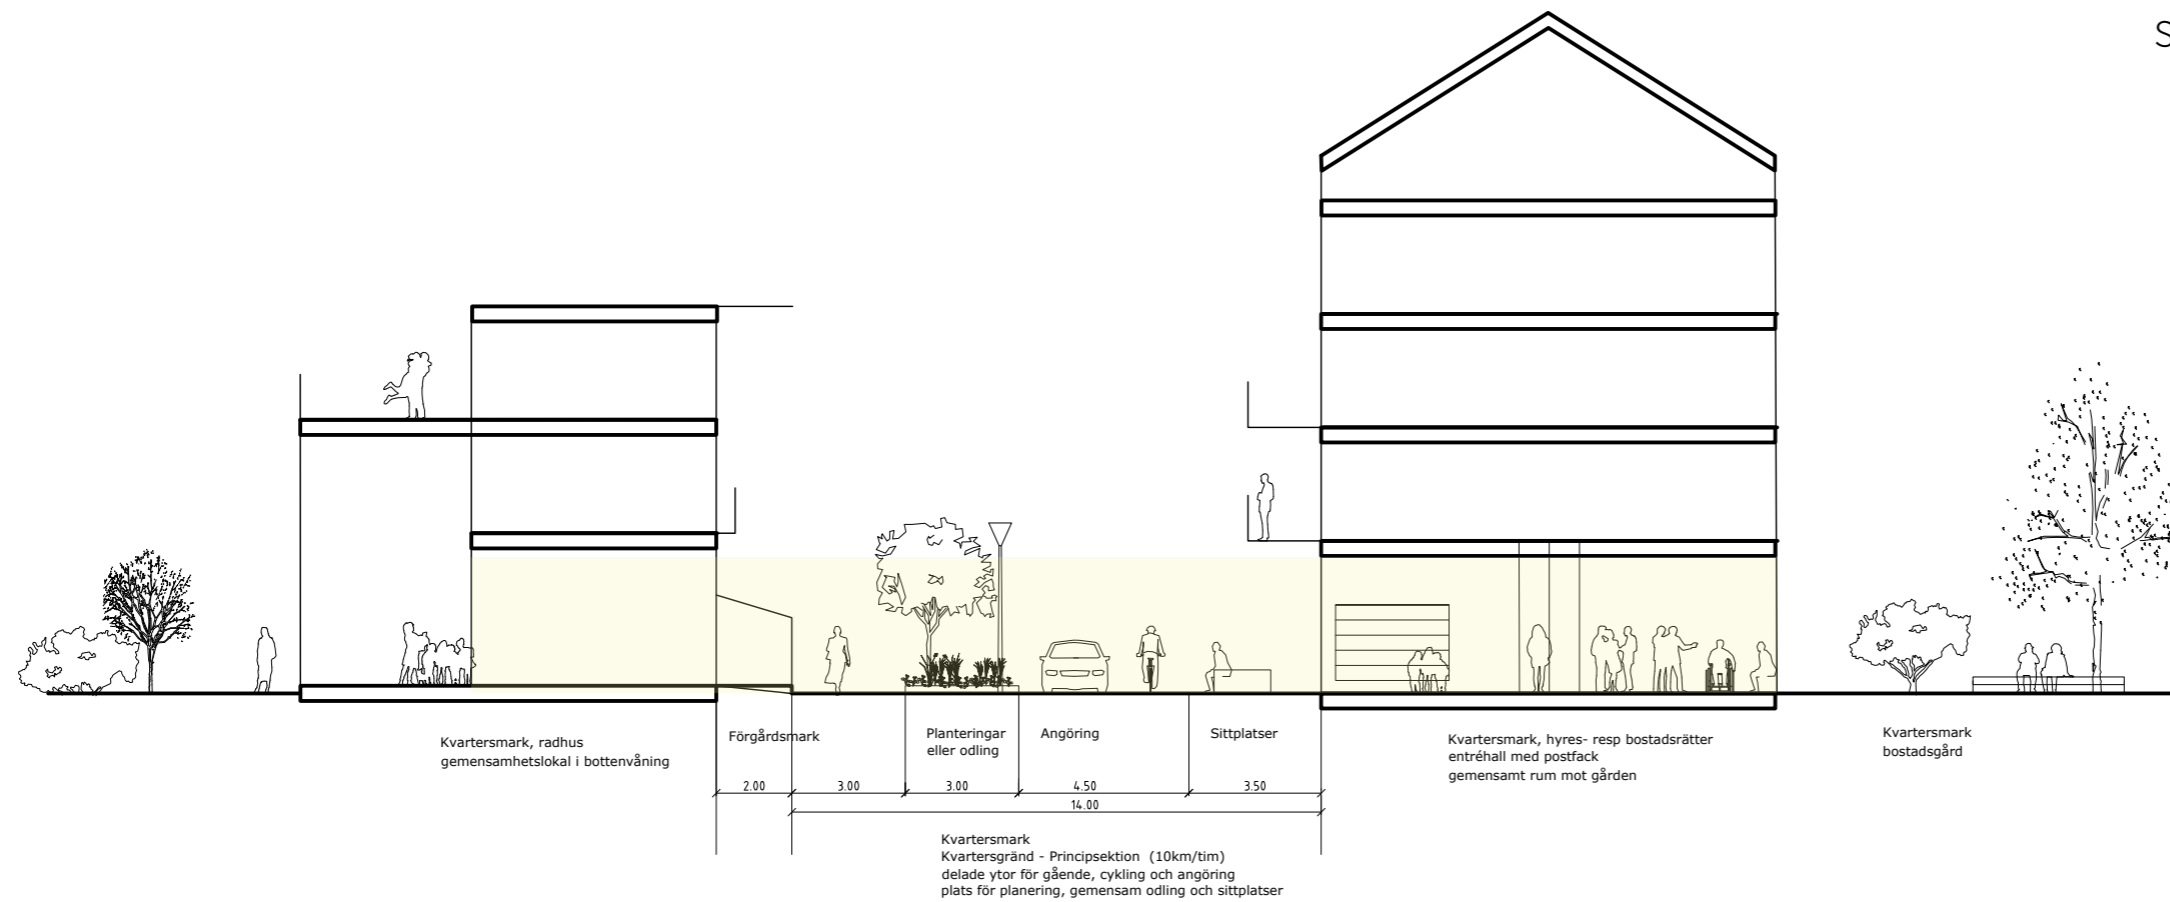 S
Kvartersmark, radhus
gemensamhetslokal i bottenvåning
Förgårdsmark
Planteringar
eller odling
Angöring
Sittplatser
Kvartersmark, hyres- resp bostadsrätter
entréhall med postfack
gemensamt rum mot gården
Kvartersmark
bostadsgård
2.00
3.00
3.00
4.50
3.50
14.00
Kvartersmark
Kvartersgränd - Principsektion (10km/tim)
delade ytor för gående, cykling och angöring
plats för planering, gemensam odling och sittplatser